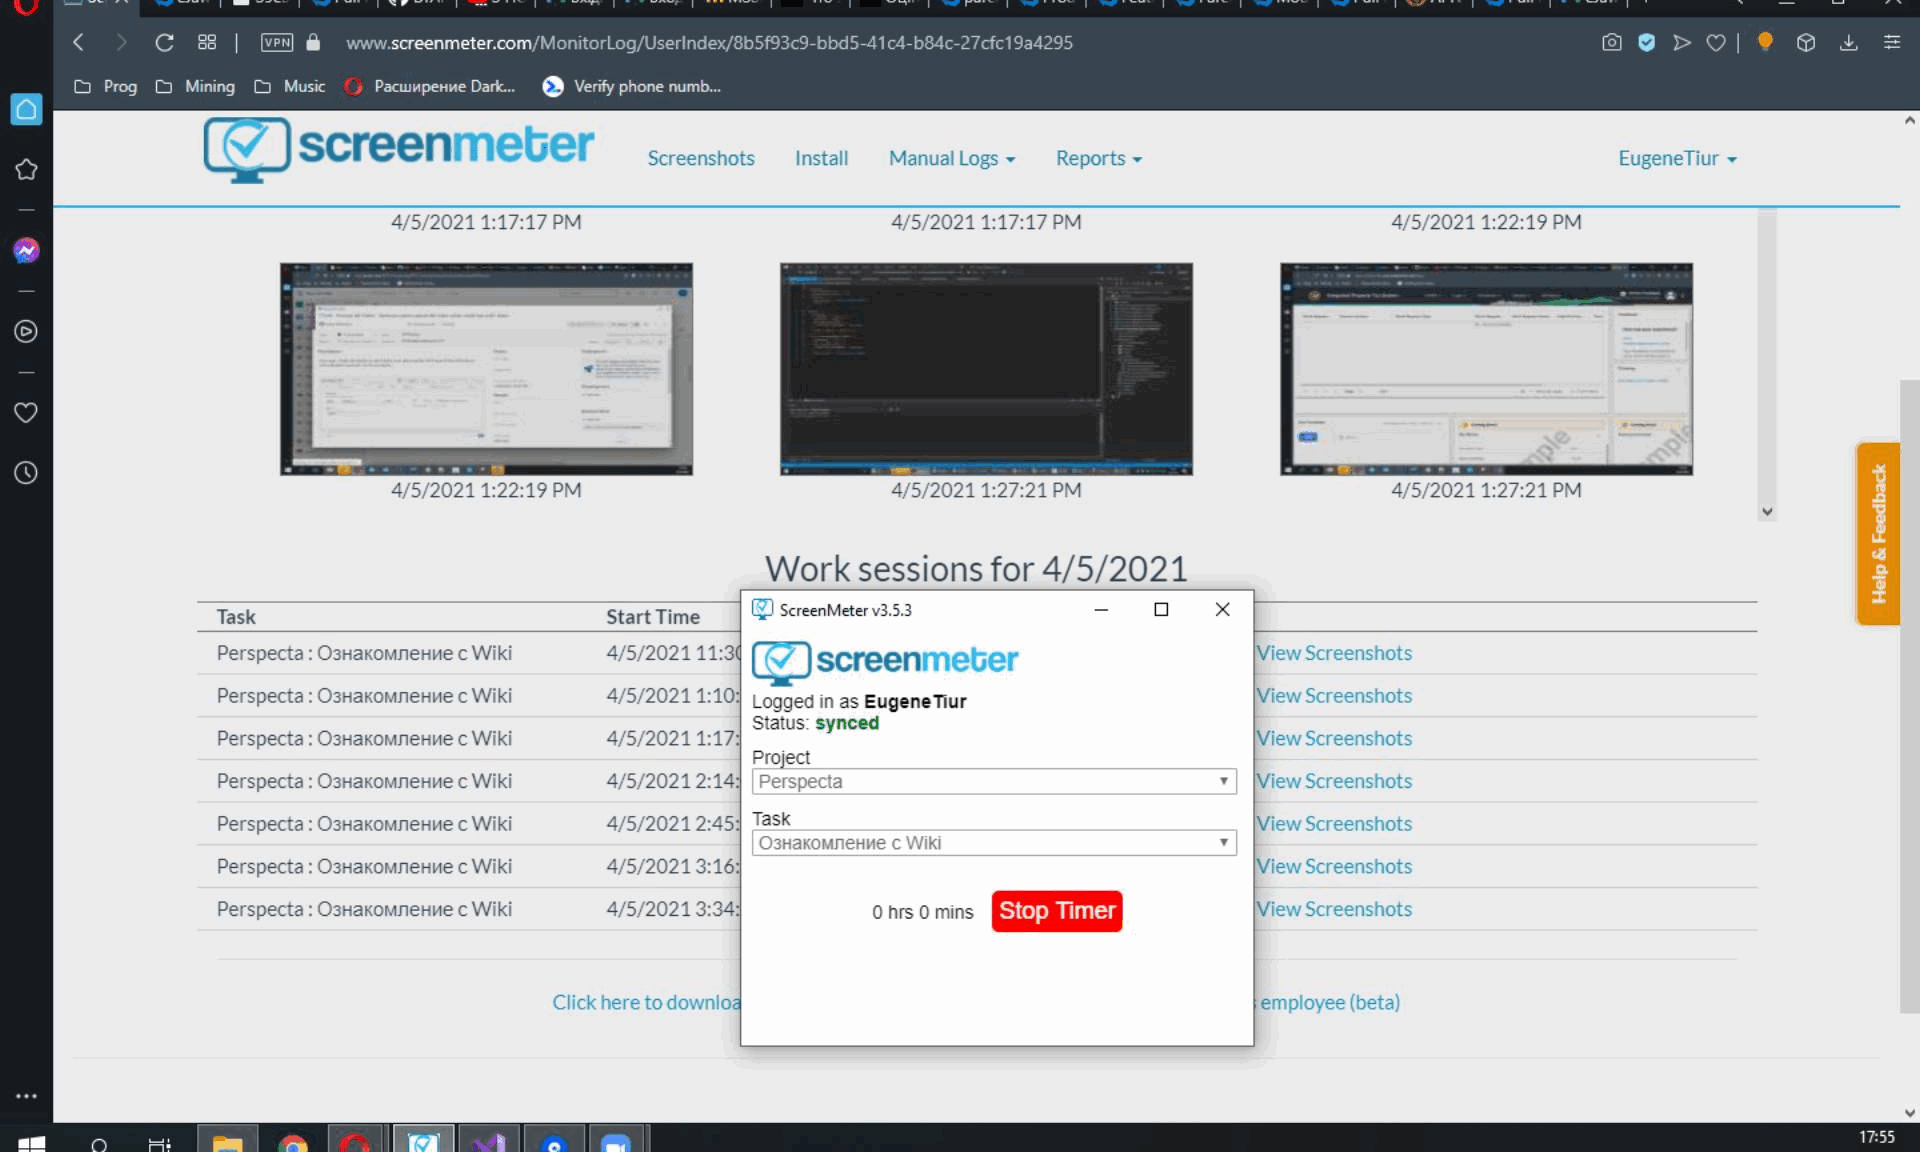 VPN
www.screenmeter.com/MonitorLog/UserIndex/8b5f93c9-bbd5-41c4-b84c-27cfc19a4295
Prog
Mining
Music
Расширение Dark...
Verify phone numb...
screenmeter
Screenshots
Install
Manual Logs
Reports
EugeneTiur
4/5/2021 1:17:17 PM
4/5/2021 1:17:17 PM
4/5/2021 1:22:19 PM
4/5/2021 1:22:19 PM
4/5/2021 1:27:21 PM
4/5/2021 1:27:21 PM
Help & Feedback
Work sessions for 4/5/2021
Task
Start Time
Perspecta : Ознакомление с Wiki
4/5/2021 11:30
View Screenshots
Perspecta : Ознакомление с Wiki
4/5/2021 1:10:
View Screenshots
Perspecta : Ознакомление с Wiki
4/5/2021 1:17:
View Screenshots
Perspecta : Ознакомление с Wiki
4/5/2021 2:14:
View Screenshots
Perspecta : Ознакомление с Wiki
4/5/2021 2:45:
View Screenshots
Perspecta : Ознакомление с Wiki
4/5/2021 3:16:
View Screenshots
Perspecta : Ознакомление с Wiki
4/5/2021 3:34:
View Screenshots
Click here to downloa
employee (beta)
ScreenMeter v3.5.3
screenmeter
Logged in as EugeneTiur
Status: synced
Project
Perspecta
Task
Ознакомление с Wiki
0 hrs 0 mins
Stop Timer
17:55